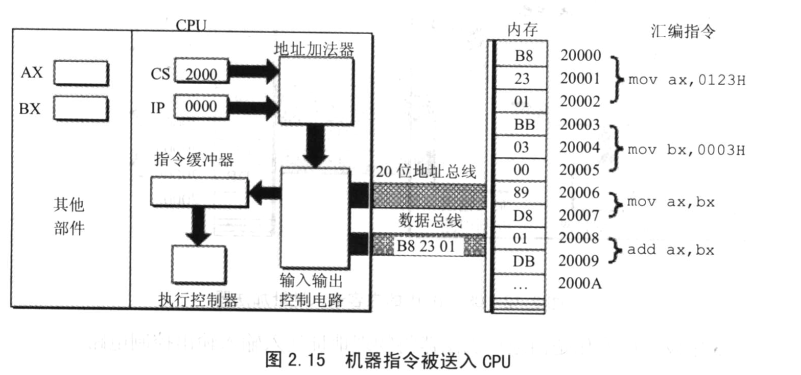 CPU
内存
汇编指令
地址加法器
AX
BX
CS 2000
IP 0000
指令缓冲器
其他
部件
执行控制器
输入输出
控制电路
20 位地址总线
数据总线
B8 23 01
B8 20000
23 20001
01 20002
BB 20003
03 20004
00 20005
89 20006
D8 20007
01 20008
DB 20009
… 2000A
mov ax,0123H
mov bx,0003H
mov ax,bx
add ax,bx
图 2.15 机器指令被送入 CPU